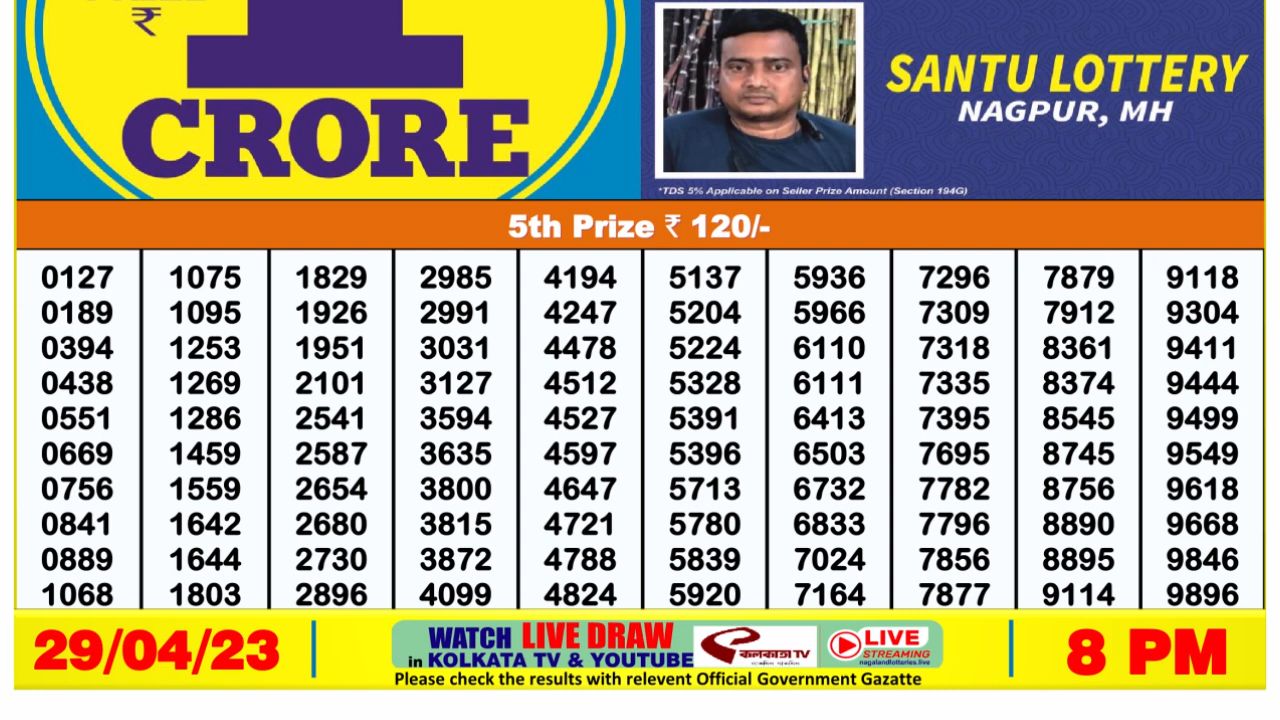 ₹
1
CRORE
SANTU LOTTERY
NAGPUR, MH
*TDS 5% Applicable on Seller Prize Amount (Section 194G)
5th Prize ₹ 120/-
0127 1075 1829 2985 4194 5137 5936 7296 7879 9118
0189 1095 1926 2991 4247 5204 5966 7309 7912 9304
0394 1253 1951 3031 4478 5224 6110 7318 8361 9411
0438 1269 2101 3127 4512 5328 6111 7335 8374 9444
0551 1286 2541 3594 4527 5391 6413 7395 8545 9499
0669 1459 2587 3635 4597 5396 6503 7695 8745 9549
0756 1559 2654 3800 4647 5713 6732 7782 8756 9618
0841 1642 2680 3815 4721 5780 6833 7796 8890 9668
0889 1644 2730 3872 4788 5839 7024 7856 8895 9846
1068 1803 2896 4099 4824 5920 7164 7877 9114 9896
29/04/23
WATCH LIVE DRAW
in KOLKATA TV & YOUTUBE
কলকাতা TV
LIVE
STREAMING
nagalandlotteries.live
Please check the results with relevent Official Government Gazatte
8 PM